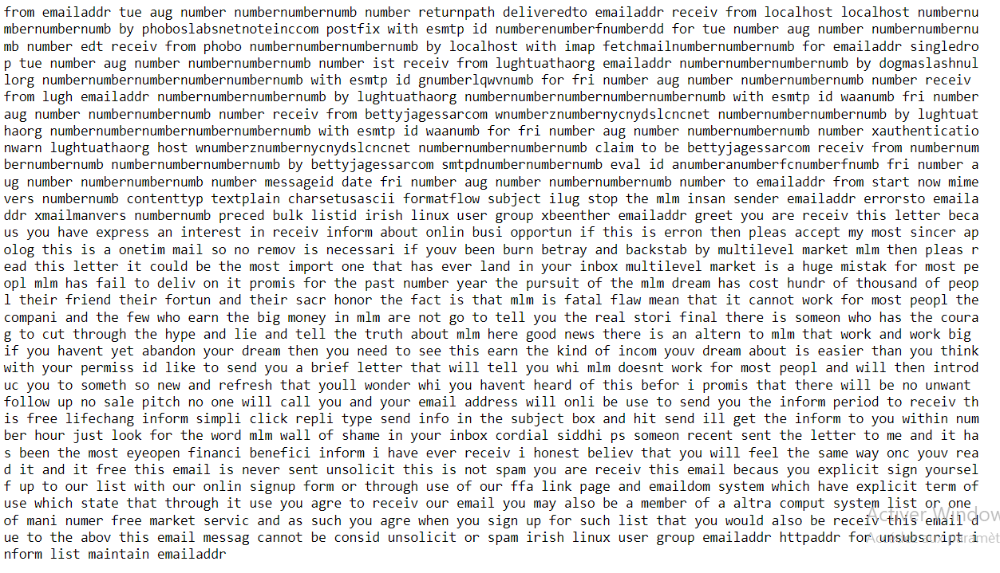 from emailaddr tue aug number numbernumbernumb number returnpath deliveredto emailaddr receiv from localhost localhost numbernu
mbernumbernumb by phoboslabsnetnoteinccom postfix with esmtp id numberenumberfnumberdd for tue number aug number numbernumbernu
mb number edt receiv from phobo numbernumbernumbernumb by localhost with imap fetchmailnumbernumbernumb for emailaddr singledro
p tue number aug number numbernumbernumb number ist receiv from lughtuathaorg emailaddr numbernumbernumbernumb by dogmaslashnul
lorg numbernumbernumbernumbernumbernumb with esmtp id gnumberlqwvnumb for fri number aug number numbernumbernumb number receiv
from lugh emailaddr numbernumbernumbernumb by lughtuathaorg numbernumbernumbernumbernumbernumb with esmtp id waanumb fri number
aug number numbernumbernumb number receiv from bettyjagessarcom wnumberznumbernycnydslcncnet numbernumbernumbernumb by lughtuat
haorg numbernumbernumbernumbernumbernumb with esmtp id waanumb for fri number aug number numbernumbernumb number xauthenticatio
nwarn lughtuathaorg host wnumberznumbernycnydslcncnet numbernumbernumbernumb claim to be bettyjagessarcom receiv from numbernum
bernumbernumb numbernumbernumbernumb by bettyjagessarcom smtpdnumbernumbernumb eval id anumberanumberfcnumberfnumb fri number a
ug number numbernumbernumb number messageid date fri number aug number numbernumbernumb number to emailaddr from start now mime
vers numbernumb contenttyp textplain charsetusascii formatflow subject ilug stop the mlm insan sender emailaddr errorsto emaila
ddr xmailmanvers numbernumb preced bulk listid irish linux user group xbeenther emailaddr greet you are receiv this letter beca
us you have express an interest in receiv inform about onlin busi opportun if this is erron then pleas accept my most sincer ap
olog this is a onetim mail so no remov is necessari if youv been burn betray and backstab by multilevel market mlm then pleas r
ead this letter it could be the most import one that has ever land in your inbox multilevel market is a huge mistak for most pe
opl mlm has fail to deliv on it promis for the past number year the pursuit of the mlm dream has cost hundr of thousand of peop
l their friend their fortun and their sacr honor the fact is that mlm is fatal flaw mean that it cannot work for most peopl the
compani and the few who earn the big money in mlm are not go to tell you the real stori final there is someon who has the coura
g to cut through the hype and lie and tell the truth about mlm here good news there is an altern to mlm that work and work big
if you havent yet abandon your dream then you need to see this earn the kind of incom youv dream about is easier than you think
with your permiss id like to send you a brief letter that will tell you whi mlm doesnt work for most peopl and will then introd
uc you to someth so new and refresh that youll wonder whi you havent heard of this befor i promis that there will be no unwant
follow up no sale pitch no one will call you and your email address will onli be use to send you the inform period to receiv th
is free lifechang inform simpli click repli type send info in the subject box and hit send ill get the inform to you within num
ber hour just look for the word mlm wall of shame in your inbox cordial siddhi ps someon recent sent the letter to me and it ha
s been the most eyeopen financi benefici inform i have ever receiv i honest believ that you will feel the same way onc youv rea
d it and it free this email is never sent unsolicit this is not spam you are receiv this email becaus you explicit sign yoursel
f up to our list with our onlin signup form or through use of our ffa link page and emaildom system which have explicit term of
use which state that through it use you agre to receiv our email you may also be a member of a altra comput system list or one
of mani numer free market servic and as such you agre when you sign up for such list that you would also be receiv this email d
ue to the abov this email messag cannot be consid unsolicit or spam irish linux user group emailaddr httpaddr for unsubscript i
nform list maintain emailaddr
Activer Window
Accédez aux paramèt